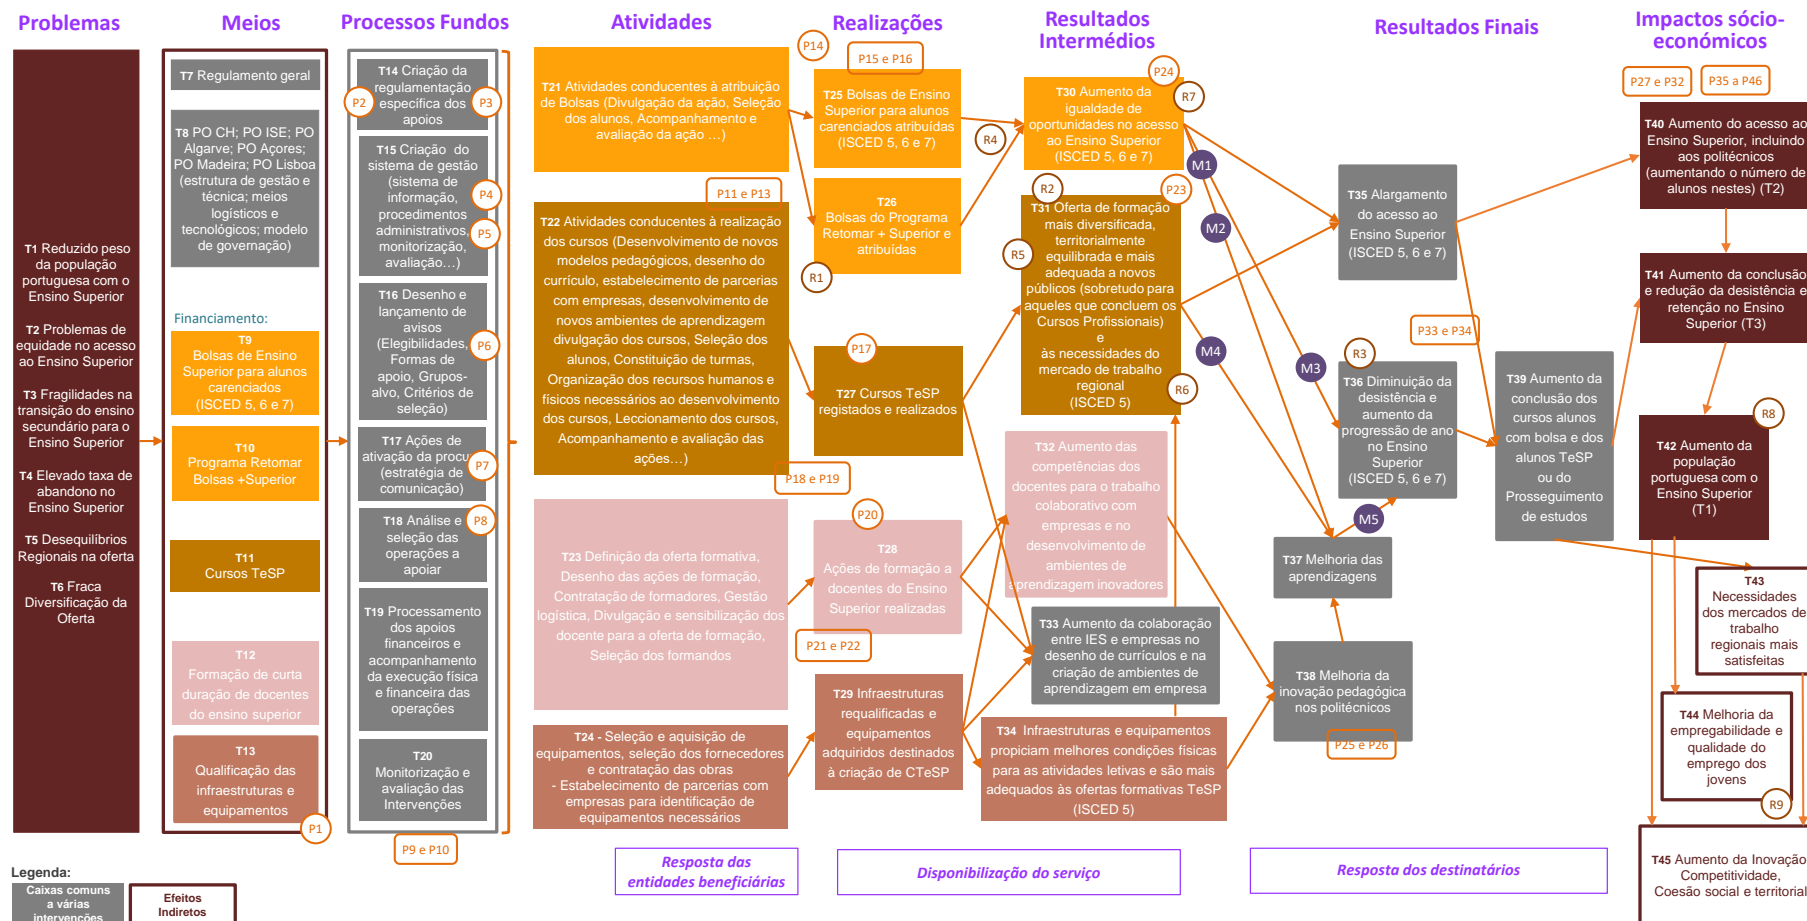 Problemas
Meios
Processos Fundos
Atividades
Realizações
Resultados
Intermédios
Resultados Finais
Impactos sócio-
económicos
T1 Reduzido peso
da população
portuguesa com o
Ensino Superior
T2 Problemas de
equidade no acesso
ao Ensino Superior
T3 Fragilidades na
transição do ensino
secundário para o
Ensino Superior
T4 Elevado taxa de
abandono no
Ensino Superior
T5 Desequilíbrios
Regionais na oferta
T6 Fraca
Diversificação da
Oferta
T7 Regulamento geral
T8 PO CH; PO ISE; PO
Algarve; PO Açores;
PO Madeira; PO Lisboa
(estrutura de gestão e
técnica; meios
logísticos e
tecnológicos; modelo
de governação)
Financiamento:
T9
Bolsas de Ensino
Superior para alunos
carenciados
(ISCED 5, 6 e 7)
T10
Programa Retomar
Bolsas +Superior
T11
Cursos TeSP
T12
Formação de curta
duração de docentes
do ensino superior
T13
Qualificação das
infraestruturas e
equipamentos
P1
T14 Criação da
regulamentação
específica dos
apoios
P2
P3
T15 Criação do
sistema de gestão
(sistema de
informação,
procedimentos
administrativos,
monitorização,
avaliação…)
P4
P5
T16 Desenho e
lançamento de
avisos
(Elegibilidades,
Formas de
apoio, Grupos-
alvo, Critérios de
seleção)
P6
T17 Ações de
ativação da procura
(estratégia de
comunicação)
P7
T18 Análise e
seleção das
operações a
apoiar
P8
T19 Processamento
dos apoios
financeiros e
acompanhamento
da execução física
e financeira das
operações
T20
Monitorização e
avaliação das
Intervenções
P9 e P10
T21 Atividades conducentes à atribuição
de Bolsas (Divulgação da ação, Seleção
dos alunos, Acompanhamento e
avaliação da ação …)
P14
P11 e P13
T22 Atividades conducentes à realização
dos cursos (Desenvolvimento de novos
modelos pedagógicos, desenho do
currículo, estabelecimento de parcerias
com empresas, desenvolvimento de
novos ambientes de aprendizagem
divulgação dos cursos, Seleção dos
alunos, Constituição de turmas,
Organização dos recursos humanos e
físicos necessários ao desenvolvimento
dos cursos, Leccionamento dos cursos,
Acompanhamento e avaliação das
ações…)
P18 e P19
T23 Definição da oferta formativa,
Desenho das ações de formação,
Contratação de formadores, Gestão
logística, Divulgação e sensibilização dos
docente para a oferta de formação,
Seleção dos formandos
T24 - Seleção e aquisição de
equipamentos, seleção dos fornecedores
e contratação das obras
- Estabelecimento de parcerias com
empresas para identificação de
equipamentos necessários
P15 e P16
T25 Bolsas de Ensino
Superior para alunos
carenciados atribuídas
(ISCED 5, 6 e 7)
T26
Bolsas do Programa
Retomar + Superior e
atribuídas
R1
P17
T27 Cursos TeSP
registados e realizados
P20
T28
Ações de formação a
docentes do Ensino
Superior realizadas
P21 e P22
T29 Infraestruturas
requalificadas e
equipamentos
adquiridos destinados
à criação de CTeSP
P24
T30 Aumento da
igualdade de
oportunidades no acesso
ao Ensino Superior
(ISCED 5, 6 e 7)
R7
R4
R2
P23
T31 Oferta de formação
mais diversificada,
territorialmente
equilibrada e mais
adequada a novos
públicos (sobretudo para
aqueles que concluem os
Cursos Profissionais)
e
às necessidades do
mercado de trabalho
regional
(ISCED 5)
R5
R6
T32 Aumento das
competências dos
docentes para o trabalho
colaborativo com
empresas e no
desenvolvimento de
ambientes de
aprendizagem inovadores
T33 Aumento da colaboração
entre IES e empresas no
desenho de currículos e na
criação de ambientes de
aprendizagem em empresa
T34 Infraestruturas e equipamentos
propiciam melhores condições físicas
para as atividades letivas e são mais
adequados às ofertas formativas TeSP
(ISCED 5)
M1
M2
M4
M3
M5
T35 Alargamento
do acesso ao
Ensino Superior
(ISCED 5, 6 e 7)
P33 e P34
R3
T36 Diminuição da
desistência e
aumento da
progressão de ano
no Ensino
Superior
(ISCED 5, 6 e 7)
T37 Melhoria das
aprendizagens
T38 Melhoria da
inovação pedagógica
nos politécnicos
P25 e P26
T39 Aumento da
conclusão dos
cursos alunos
com bolsa e dos
alunos TeSP
ou do
Prosseguimento
de estudos
P27 e P32
P35 a P46
T40 Aumento do acesso ao
Ensino Superior, incluindo
aos politécnicos
(aumentando o número de
alunos nestes) (T2)
T41 Aumento da conclusão
e redução da desistência e
retenção no Ensino
Superior (T3)
R8
T42 Aumento da
população
portuguesa com o
Ensino Superior
(T1)
T43
Necessidades
dos mercados de
trabalho
regionais mais
satisfeitas
T44 Melhoria da
empregabilidade e
qualidade do
emprego dos
jovens
R9
T45 Aumento da Inovação
Competitividade,
Coesão social e territorial
Resposta das
entidades beneficiárias
Disponibilização do serviço
Resposta dos destinatários
Legenda:
Caixas comuns
a várias
intervenções
Efeitos
Indiretos